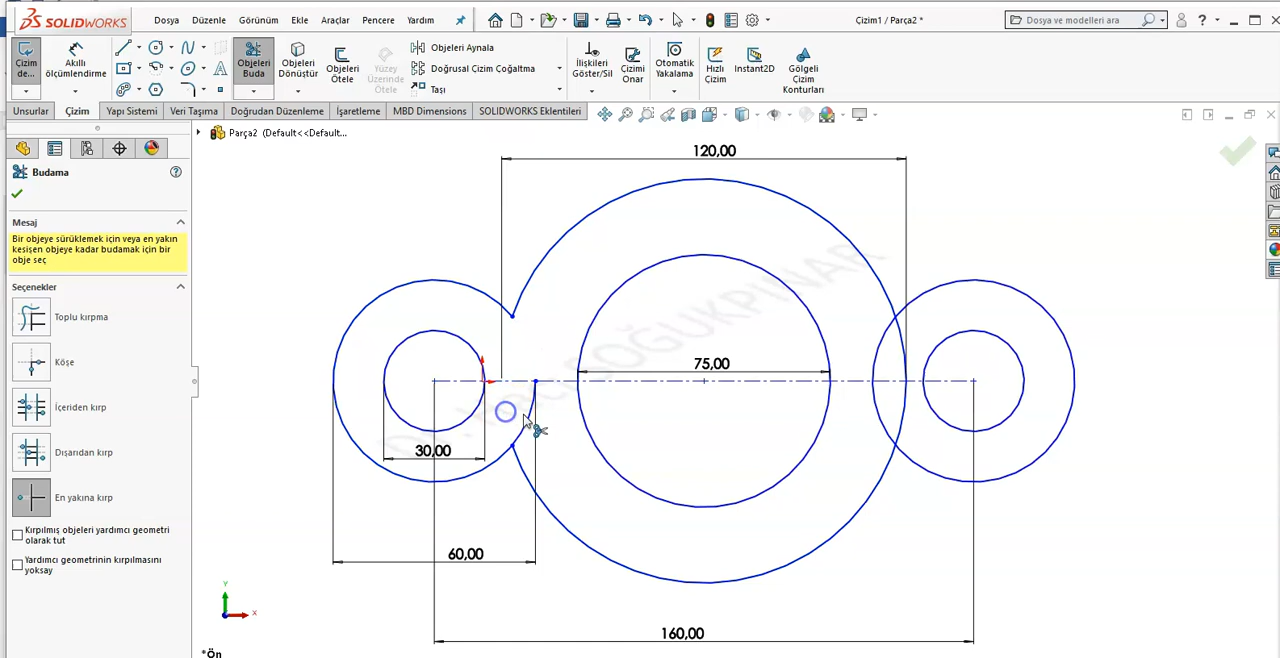 SOLIDWORKS
Dosya Düzenle Görünüm Ekle Araçlar Pencere Yardım
Çizim1 / Parça2 *
Dosya ve modelleri ara
Çizim de...
Akıllı ölçümlendirme
Objeleri Buda
Objeleri Dönüştür
Objeleri Ötele
Yüzey Üzerinde Ötele
Objeleri Aynala
Doğrusal Çizim Çoğaltma
Taşı
İlişkileri Göster/Sil
Çizimi Onar
Otomatik Yakalama
Hızlı Çizim
Instant2D
Gölgeli Çizim Konturları
Unsurlar Çizim Yapı Sistemi Veri Taşıma Doğrudan Düzenleme İşaretleme MBD Dimensions SOLIDWORKS Eklentileri
Parça2 (Default<<Default...
Budama
Mesaj
Bir objeye sürüklemek için veya en yakın
kesişen objeye kadar budamak için bir
obje seç
Seçenekler
Toplu kırpma
Köşe
İçeriden kırp
Dışarıdan kırp
En yakına kırp
Kırpılmış objeleri yardımcı geometri
olarak tut
Yardımcı geometrinin kırpılmasını
yoksay
120,00
75,00
30,00
60,00
160,00
Y
X
*Ön